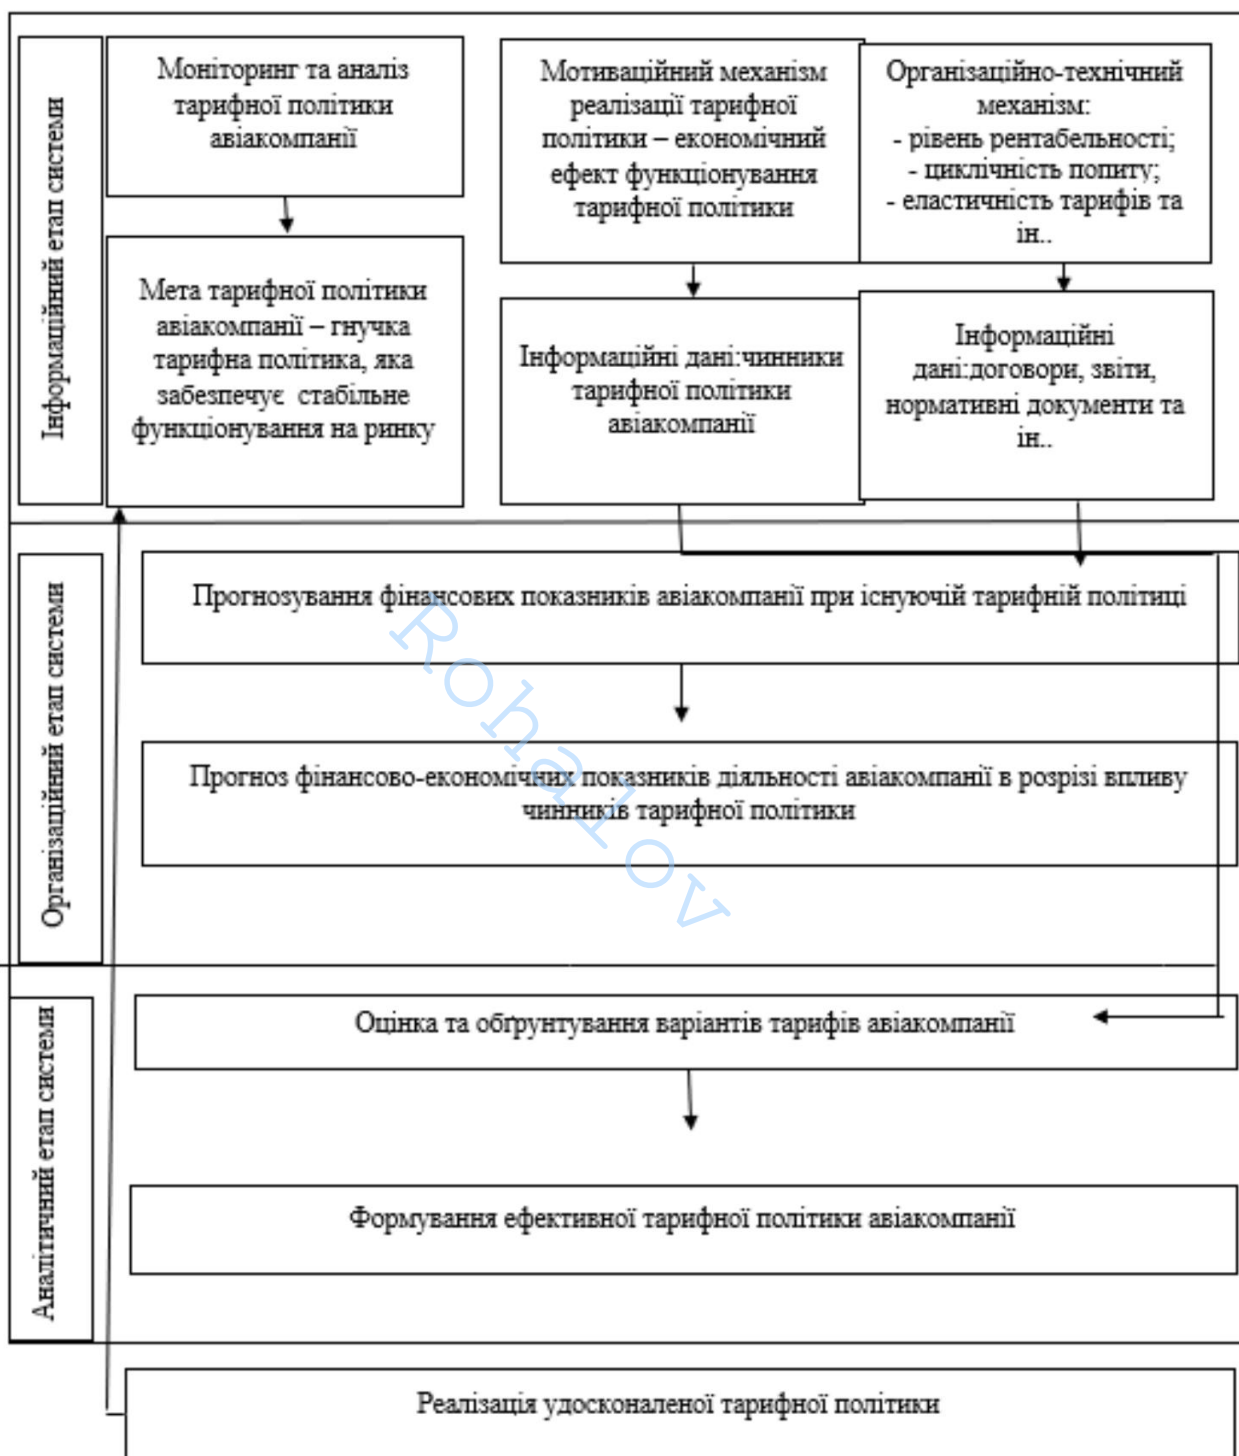 Інформаційний етап системи
Моніторинг та аналіз
тарифної політики
авіакомпанії
Мотиваційний механізм
реалізації тарифної
політики – економічний
ефект функціонування
тарифної політики
Організаційно-технічний
механізм:
- рівень рентабельності;
- циклічність попиту;
- еластичність тарифів та
ін..
Мета тарифної політики
авіакомпанії – гнучка
тарифна політика, яка
забезпечує стабільне
функціонування на ринку
Інформаційні дані:чинники
тарифної політики
авіакомпанії
Інформаційні
дані:договори, звіти,
нормативні документи та
ін..
Організаційний етап системи
Прогнозування фінансових показників авіакомпанії при існуючій тарифній політиці
Прогноз фінансово-економічних показників діяльності авіакомпанії в розрізі впливу
чинників тарифної політики
Rohalov
Аналітичний етап системи
Оцінка та обґрунтування варіантів тарифів авіакомпанії
Формування ефективної тарифної політики авіакомпанії
Реалізація удосконаленої тарифної політики